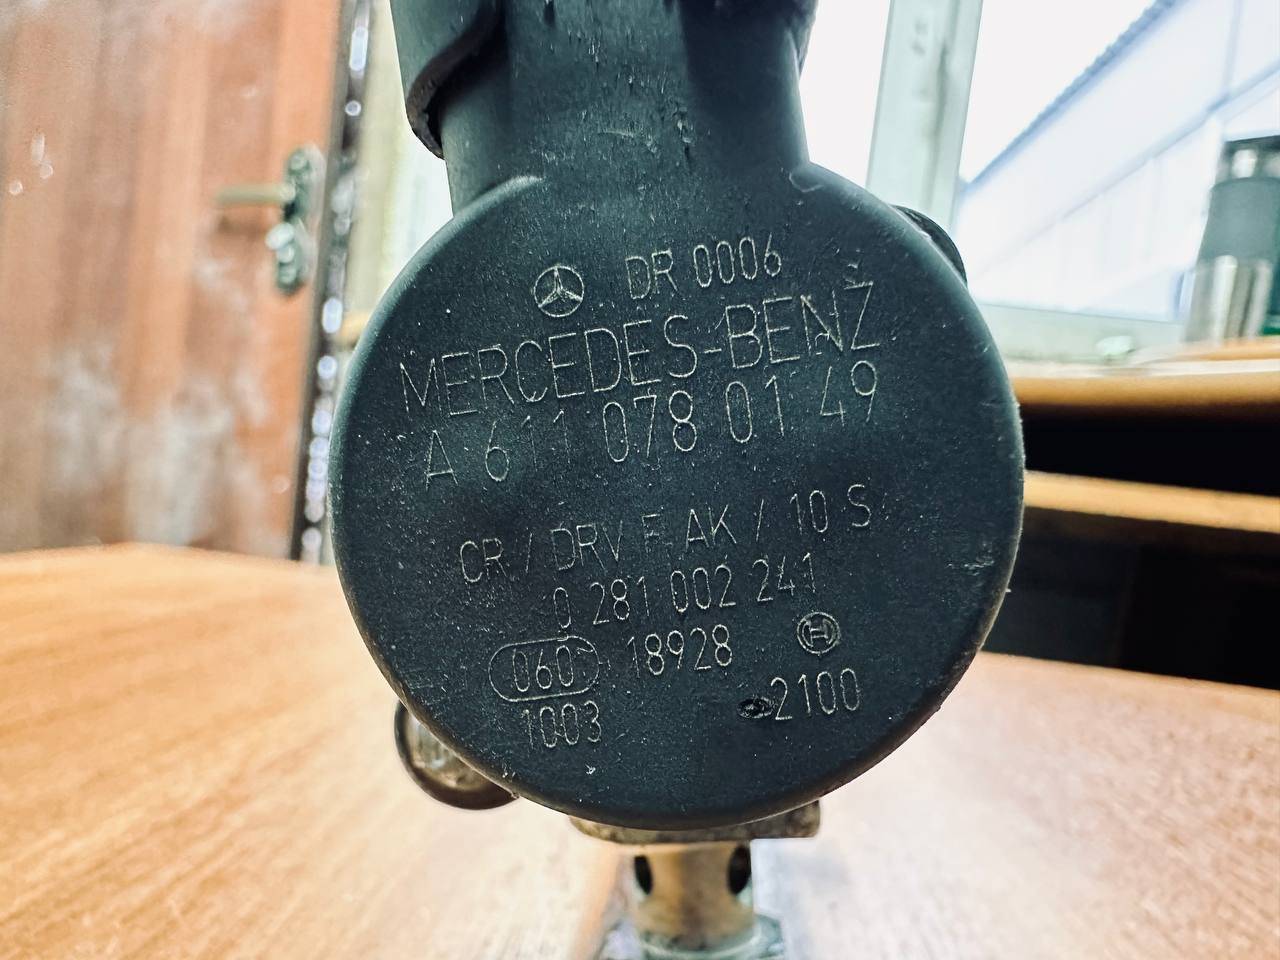 DR 0006
MERCEDES-BENZ
A 611 078 01 49
CR / DRV F. AK / 10 S
0 281 002 241
060 18928
1003 2100